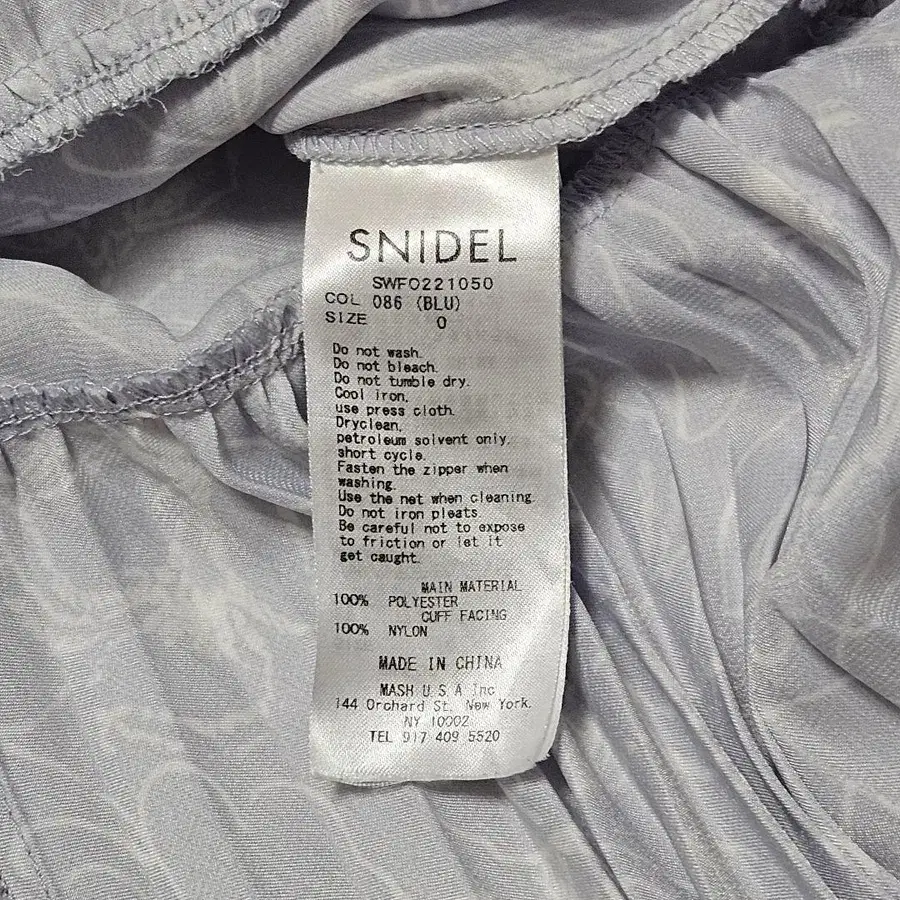 SNIDEL
SWFO221050
COL 086 (BLU)
SIZE 0
Do not wash.
Do not bleach.
Do not tumble dry.
Cool iron,
use press cloth.
Dryclean,
petroleum solvent only.
short cycle.
Fasten the zipper when
washing.
Use the net when cleaning.
Do not iron pleats.
Be careful not to expose
to friction or let it
get caught.
MAIN MATERIAL
100% POLYESTER
CUFF FACING
100% NYLON
MADE IN CHINA
MASH U S A Inc
144 Orchard St. New York.
NY 10002
TEL 917 409 5520